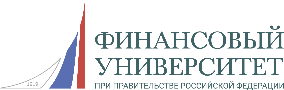 ФИНАНСОВЫЙ
УНИВЕРСИТЕТ
ПРИ ПРАВИТЕЛЬСТВЕ РОССИЙСКОЙ ФЕДЕРАЦИИ